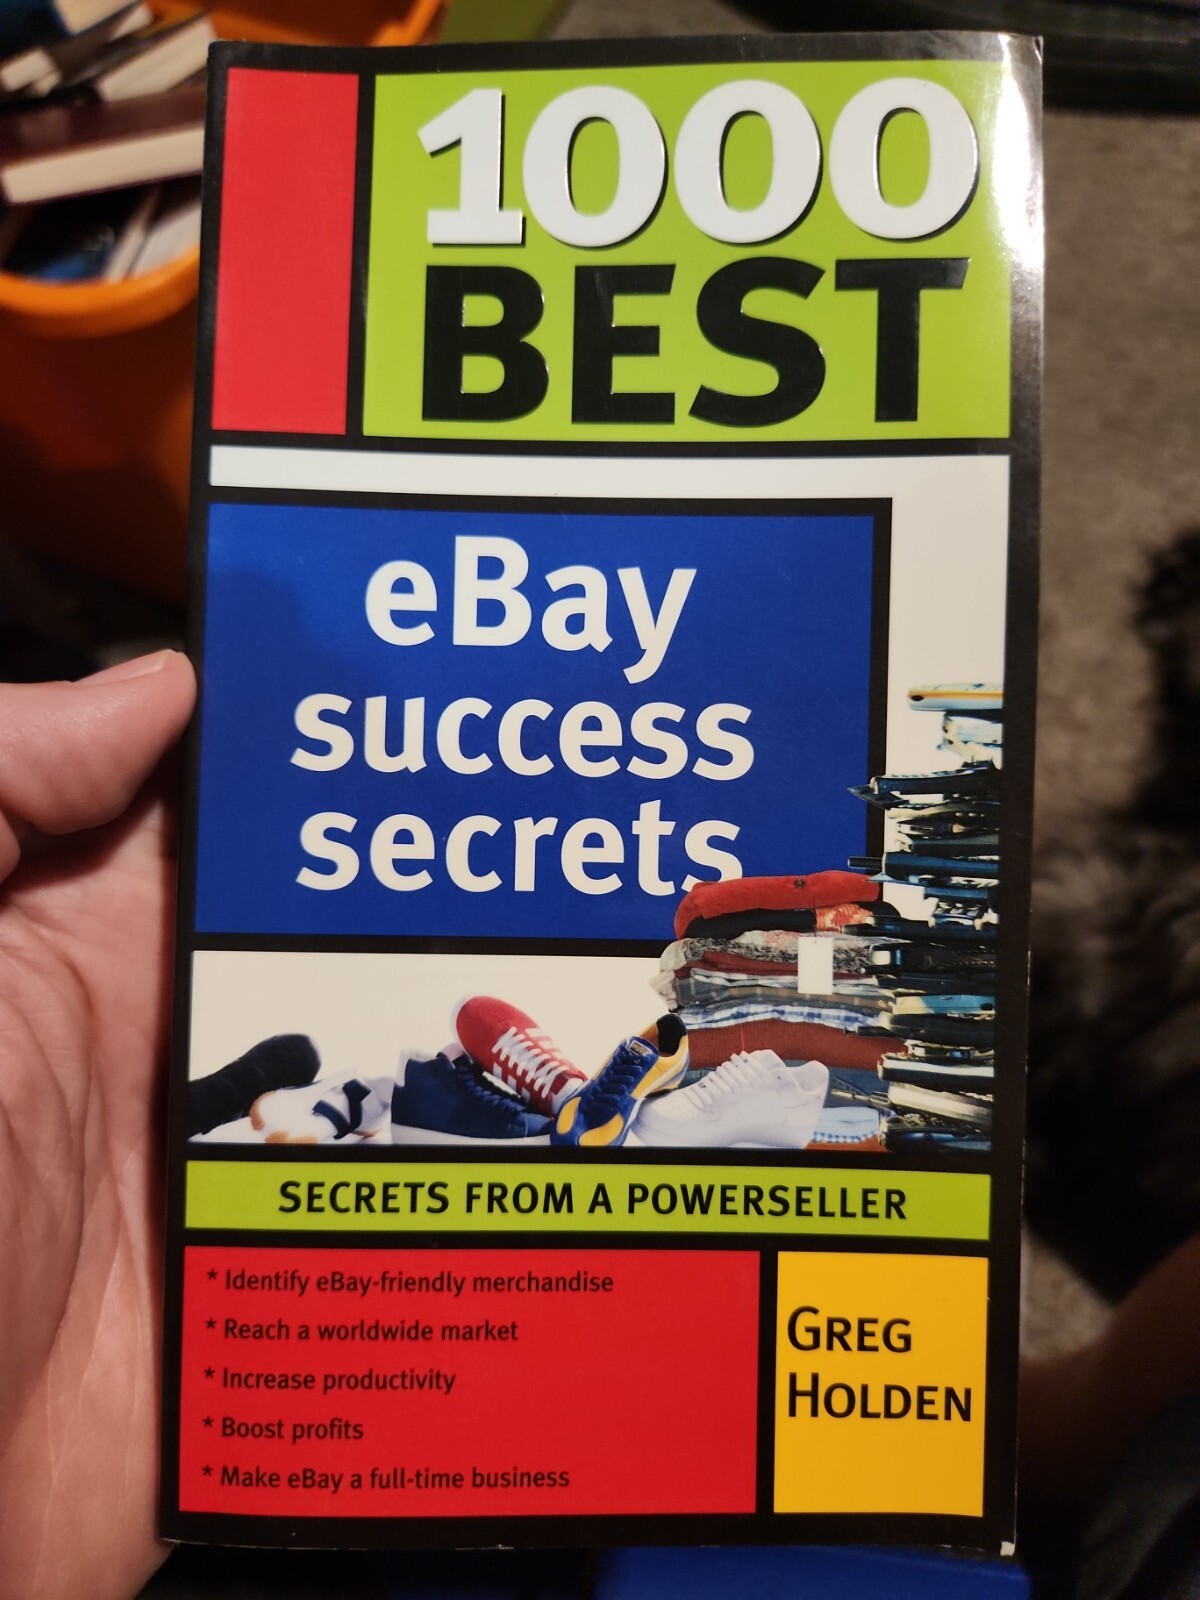 1000
BEST
eBay
success
secrets
SECRETS FROM A POWERSELLER
* Identify eBay-friendly merchandise
* Reach a worldwide market
* Increase productivity
* Boost profits
* Make eBay a full-time business
GREG
HOLDEN